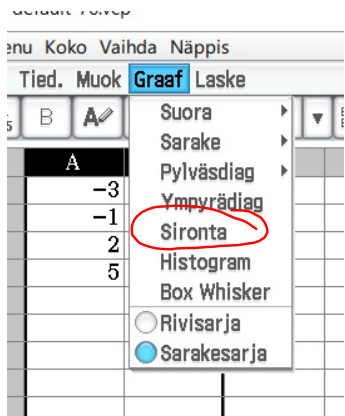 default-70.vcp
enu Koko Vaihda Näppis
Tied. Muok Graaf Laske
B A
Suora
Sarake
Pylväsdiag
Ympyrädiag
Sironta
Histogram
Box Whisker
Rivisarja
Sarakesarja
A
-3
-1
2
5